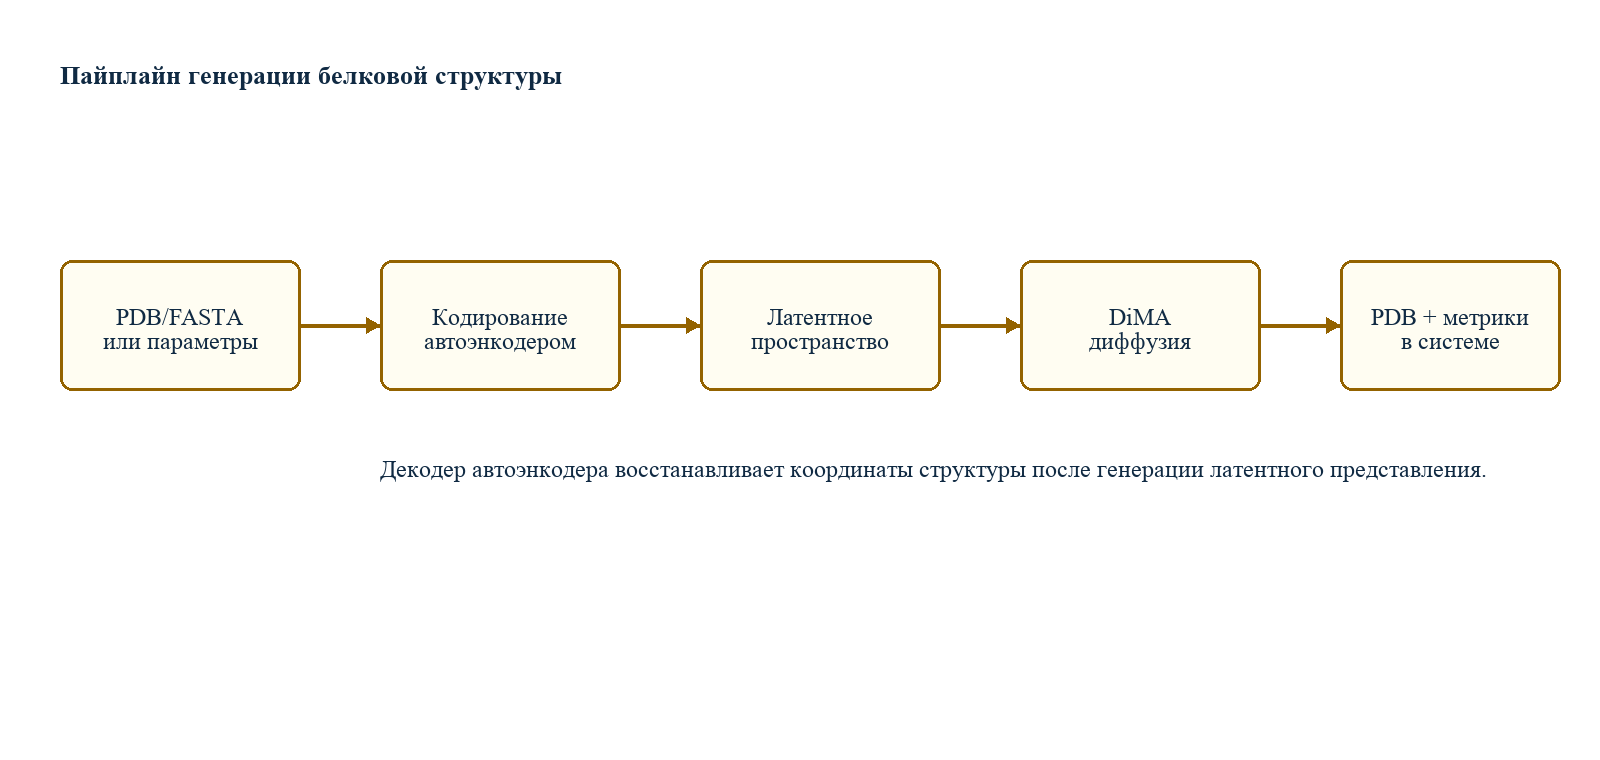 Пайплайн генерации белковой структуры
PDB/FASTA
или параметры
Кодирование
автоэнкодером
Латентное
пространство
DiMA
диффузия
PDB + метрики
в системе
Декодер автоэнкодера восстанавливает координаты структуры после генерации латентного представления.